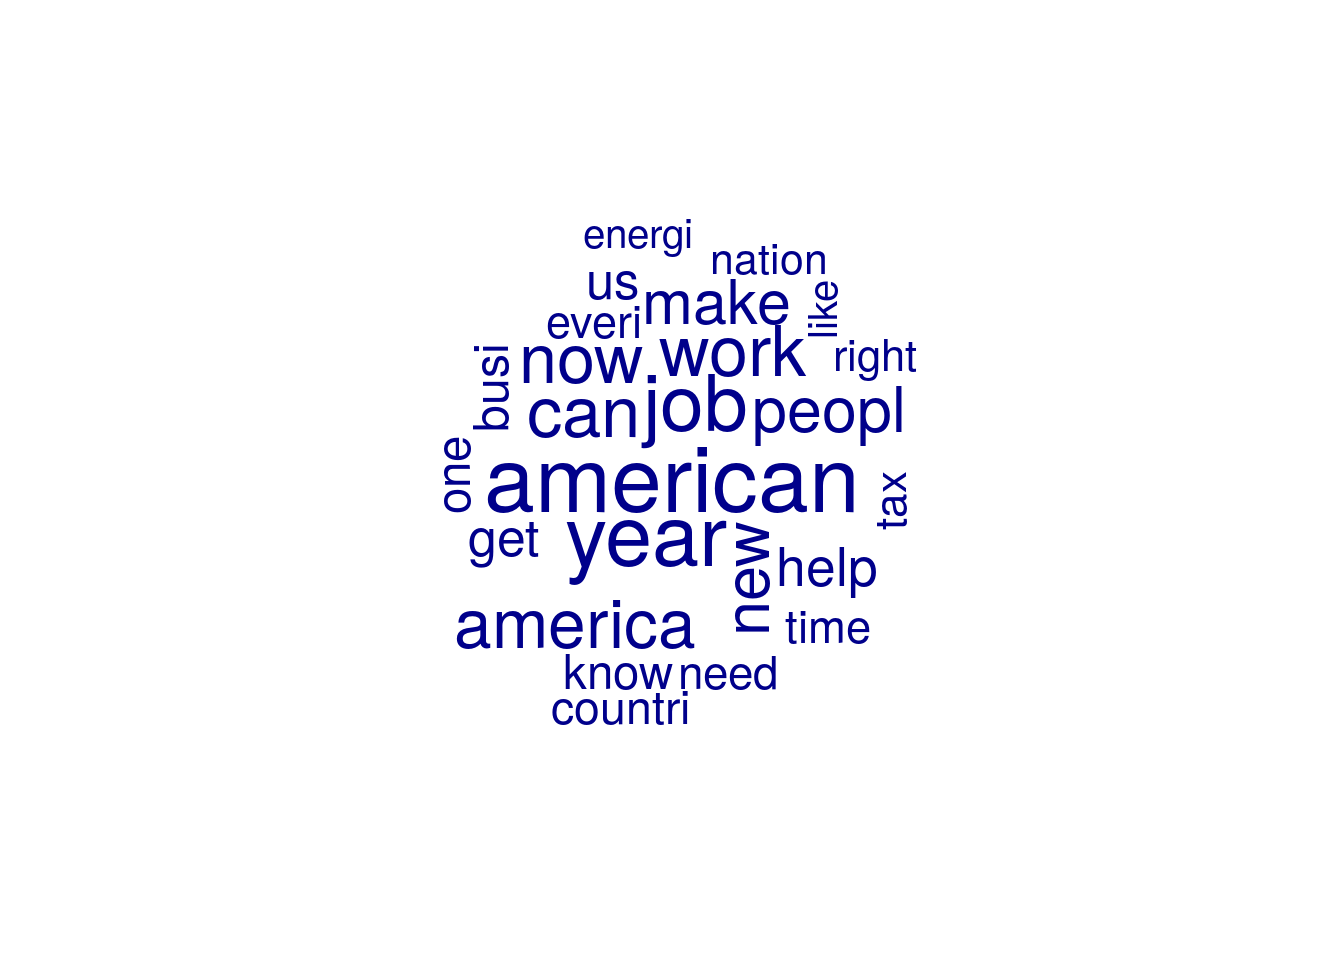 energi
nation
us
make
like
everi
now
work
right
busi
can
job
peopl
one
american
tax
get
year
new
help
america
time
know
need
countri